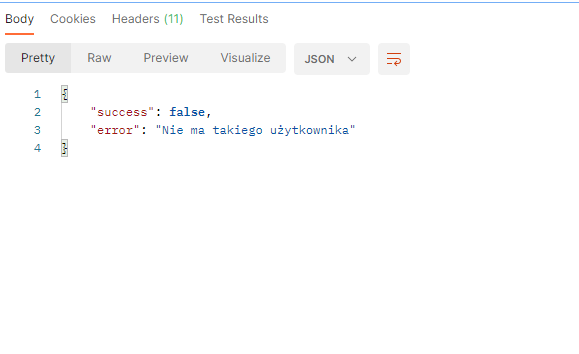 Body Cookies Headers (11) Test Results
Pretty Raw Preview Visualize JSON
1 {
2 "success": false,
3 "error": "Nie ma takiego użytkownika"
4 }